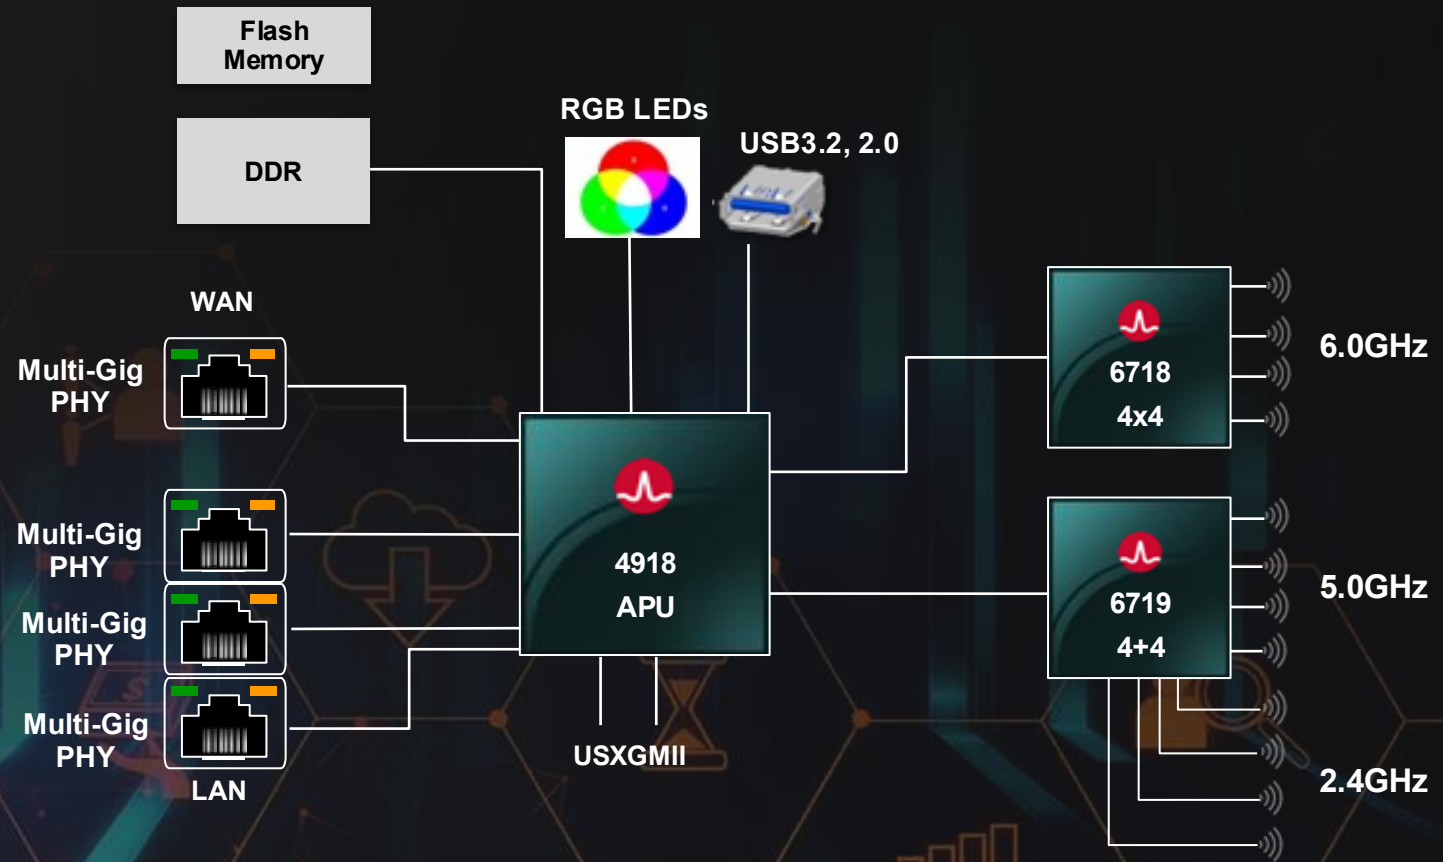 Flash
Memory
DDR
RGB LEDs
USB3.2, 2.0
WAN
Multi-Gig
PHY
Multi-Gig
PHY
Multi-Gig
PHY
Multi-Gig
PHY
LAN
4918
APU
USXGMII
6718
4x4
6.0GHz
6719
4+4
5.0GHz
2.4GHz